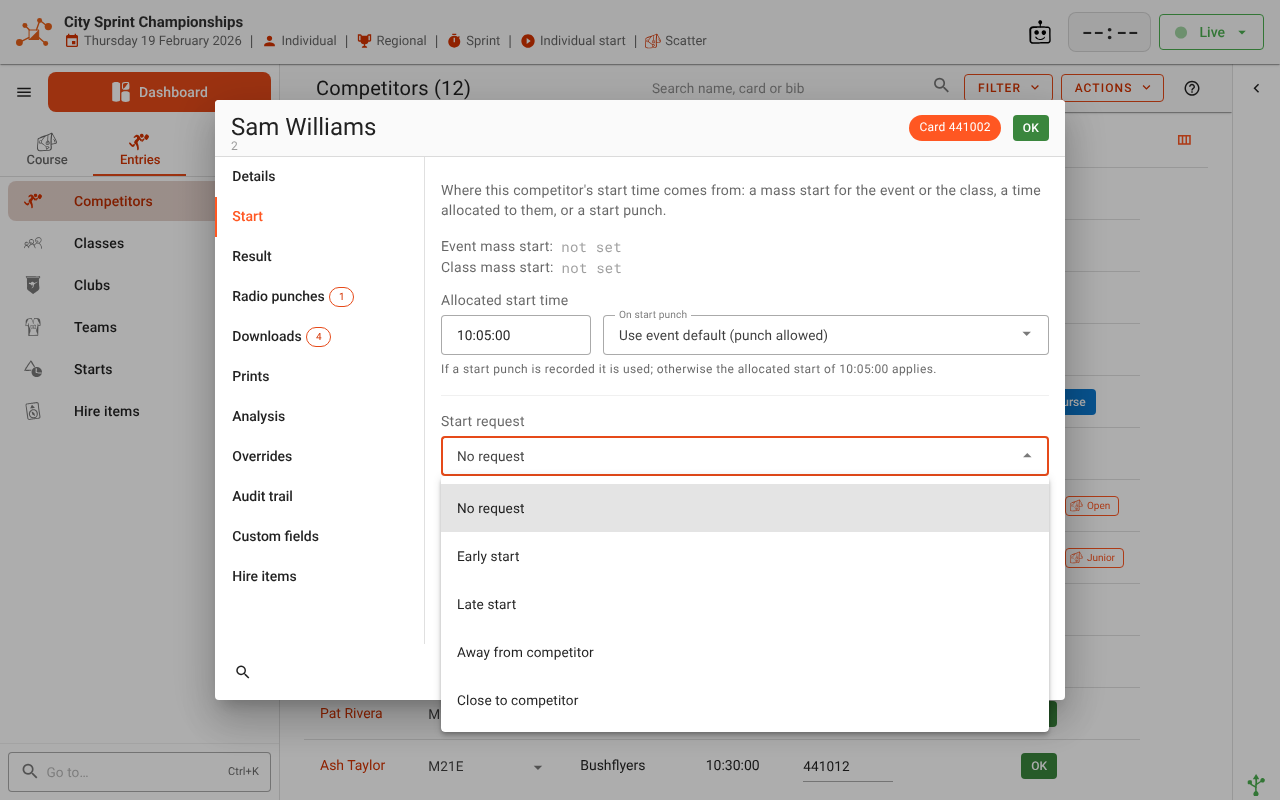 City Sprint Championships
Thursday 19 February 2026 | Individual | Regional | Sprint | Individual start | Scatter
--:--
Live
Dashboard
Competitors (12)
Search name, card or bib
FILTER
ACTIONS
Course
Entries
Competitors
Classes
Clubs
Teams
Starts
Hire items
Sam Williams
2
Card 441002
OK
Details
Start
Result
Radio punches 1
Downloads 4
Prints
Analysis
Overrides
Audit trail
Custom fields
Hire items
Where this competitor's start time comes from: a mass start for the event or the class, a time
allocated to them, or a start punch.
Event mass start: not set
Class mass start: not set
Allocated start time
On start punch
10:05:00
Use event default (punch allowed)
If a start punch is recorded it is used; otherwise the allocated start of 10:05:00 applies.
Start request
No request
No request
Early start
Late start
Away from competitor
Close to competitor
Open
Junior
Pat Rivera
Ash Taylor M21E Bushflyers 10:30:00 441012 OK
Go to... Ctrl+K